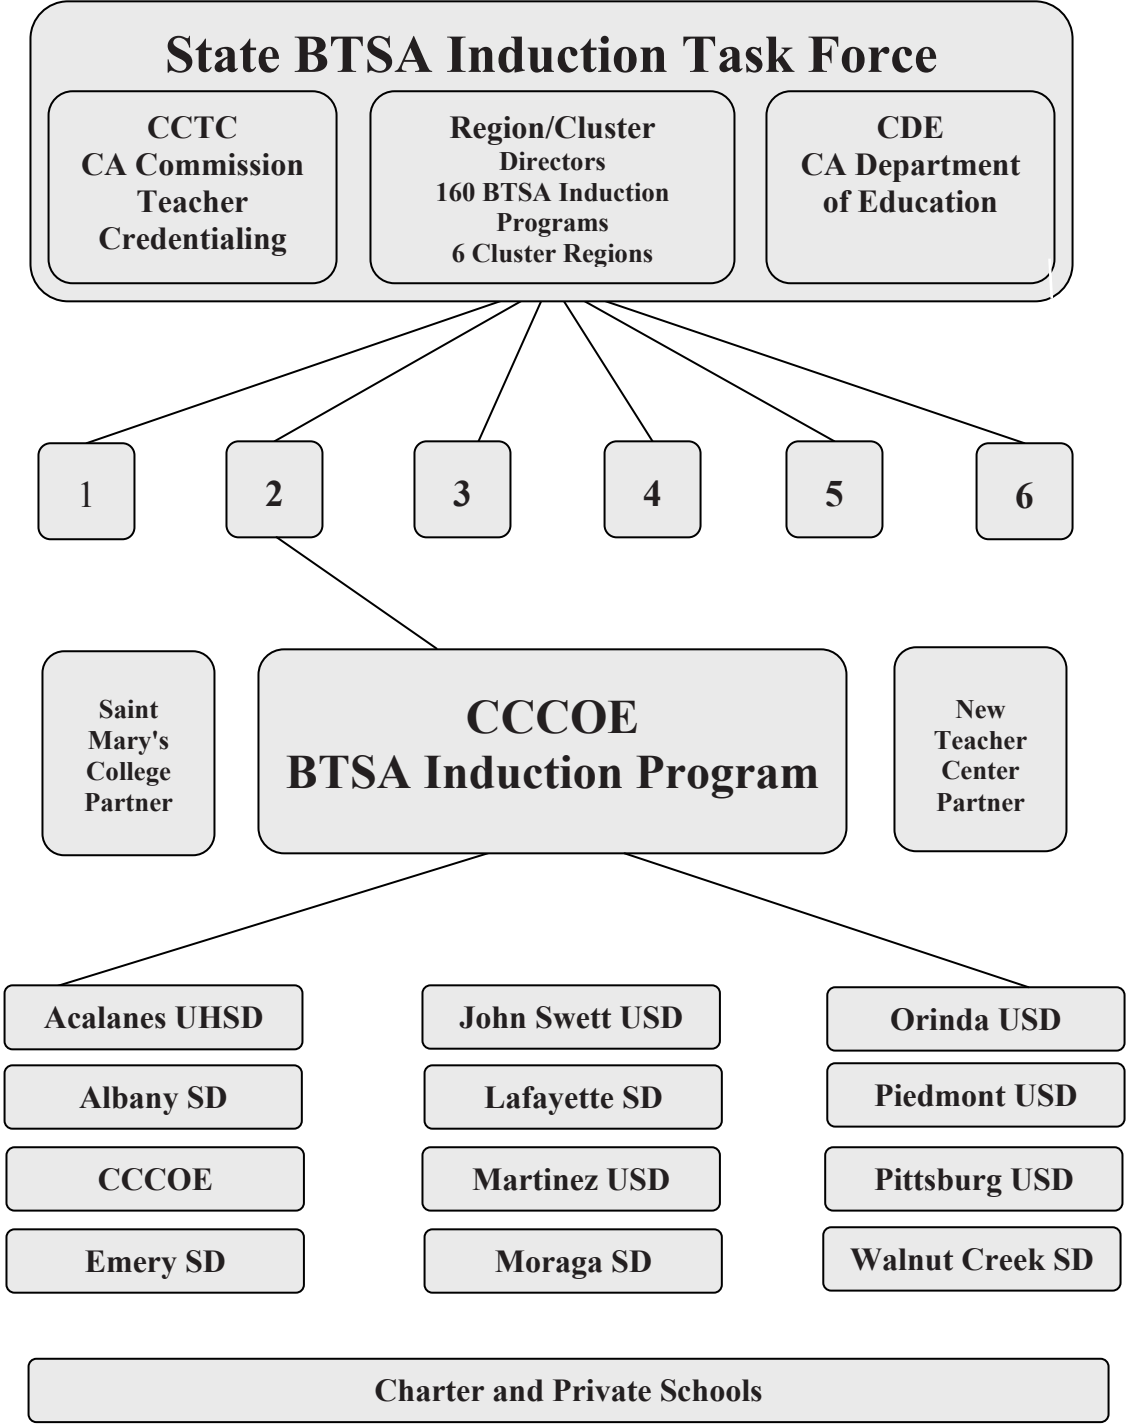 State BTSA Induction Task Force
CCTC
CA Commission
Teacher
Credentialing
Region/Cluster
Directors
160 BTSA Induction
Programs
6 Cluster Regions
CDE
CA Department
of Education
1
2
3
4
5
6
Saint
Mary's
College
Partner
CCCOE
BTSA Induction Program
New
Teacher
Center
Partner
Acalanes UHSD
John Swett USD
Orinda USD
Albany SD
Lafayette SD
Piedmont USD
CCCOE
Martinez USD
Pittsburg USD
Emery SD
Moraga SD
Walnut Creek SD
Charter and Private Schools